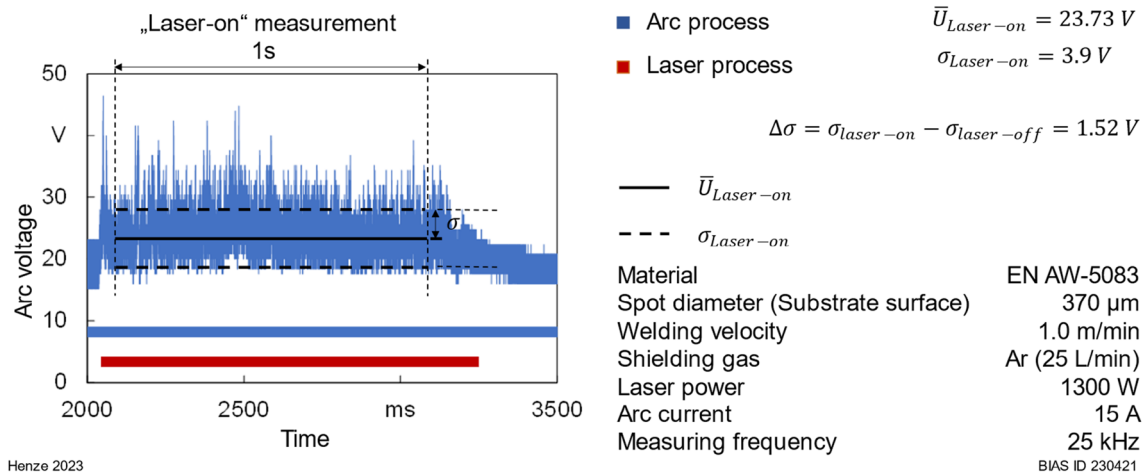 „Laser-on“ measurement
1s
50
V
30
20
10
0
Arc voltage
σ
2000
2500
ms
3500
Time
Arc process
Laser process
U̅_Laser−on = 23.73 V
σ_Laser−on = 3.9 V
Δσ = σ_laser−on − σ_laser−off = 1.52 V
U̅_Laser−on
σ_Laser−on
Material EN AW-5083
Spot diameter (Substrate surface) 370 µm
Welding velocity 1.0 m/min
Shielding gas Ar (25 L/min)
Laser power 1300 W
Arc current 15 A
Measuring frequency 25 kHz
Henze 2023
BIAS ID 230421